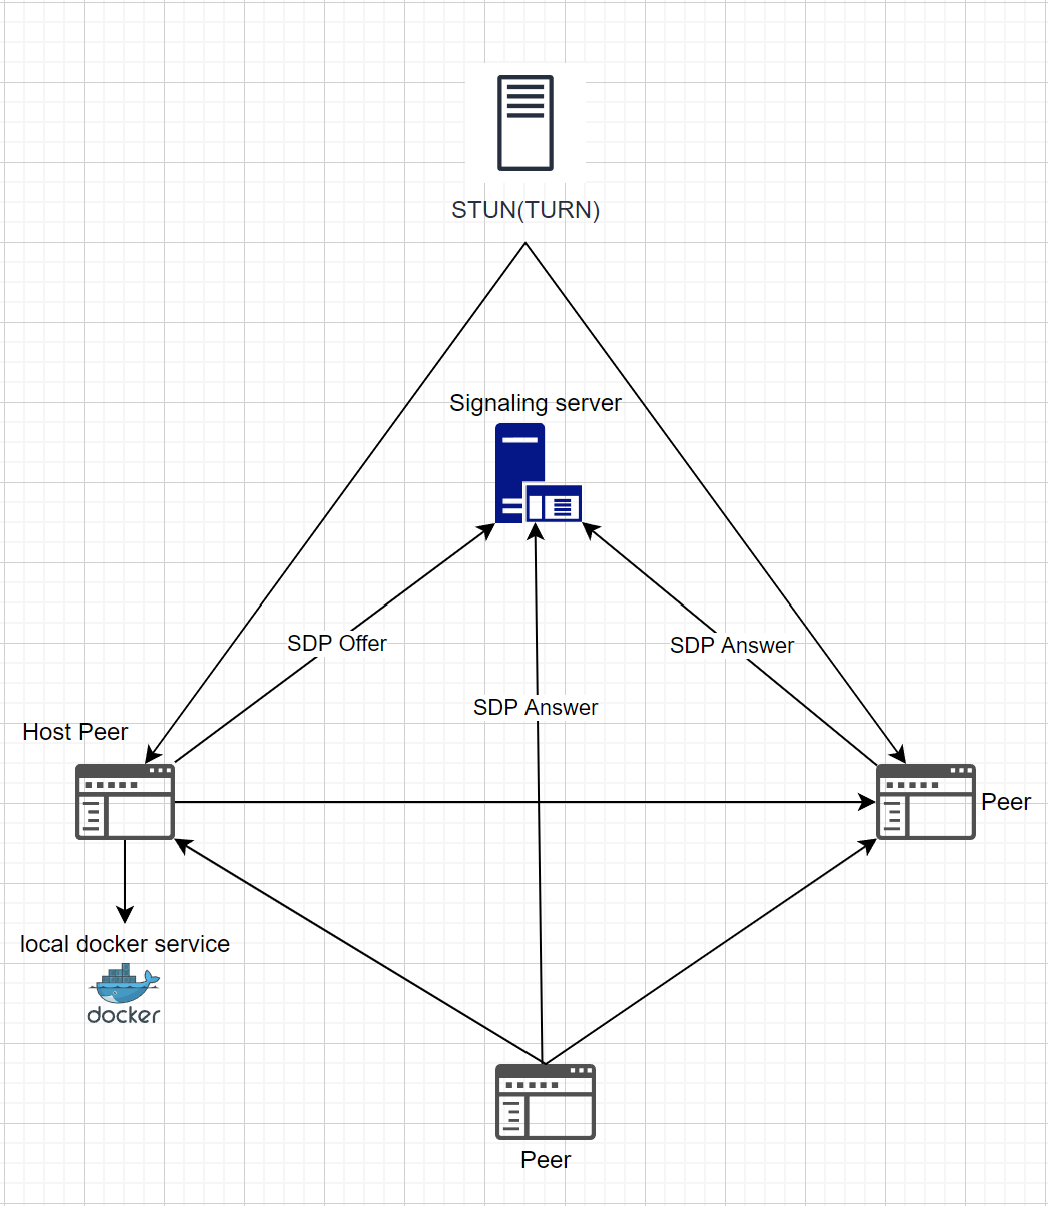 STUN(TURN)
Signaling server
SDP Offer
SDP Answer
SDP Answer
Host Peer
Peer
local docker service
docker
Peer